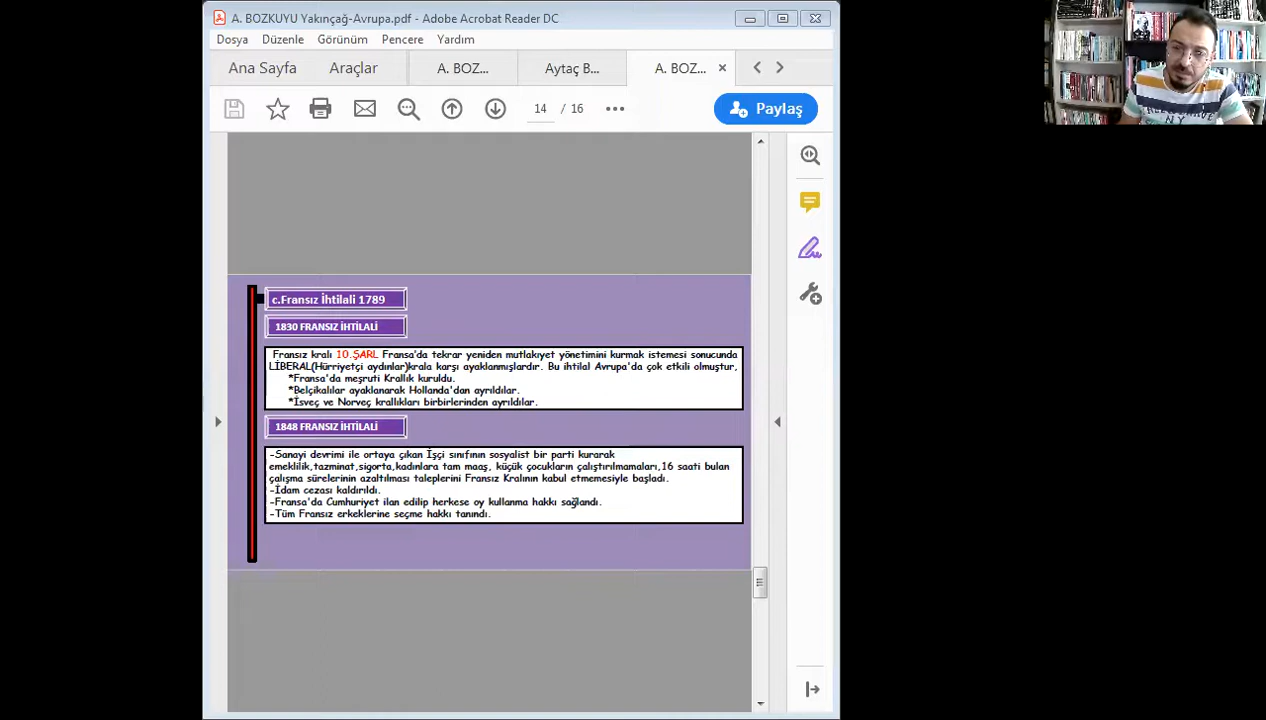 A. BOZKUYU Yakınçağ-Avrupa.pdf - Adobe Acrobat Reader DC
Dosya Düzenle Görünüm Pencere Yardım
Ana Sayfa Araçlar A. BOZ... Aytaç B... A. BOZ...
14 / 16 Paylaş
c.Fransız İhtilali 1789
1830 FRANSIZ İHTİLALİ
Fransız kralı 10.ŞARL Fransa'da tekrar yeniden mutlakıyet yönetimini kurmak istemesi sonucunda
LİBERAL(Hürriyetçi aydınlar)krala karşı ayaklanmışlardır. Bu ihtilal Avrupa'da çok etkili olmuştur,
*Fransa'da meşruti Krallık kuruldu.
*Belçikalılar ayaklanarak Hollanda'dan ayrıldılar.
*İsveç ve Norveç krallıkları birbirlerinden ayrıldılar.
1848 FRANSIZ İHTİLALİ
-Sanayi devrimi ile ortaya çıkan İşçi sınıfının sosyalist bir parti kurarak
emeklilik,tazminat,sigorta,kadınlara tam maaş, küçük çocukların çalıştırılmamaları,16 saati bulan
çalışma sürelerinin azaltılması taleplerini Fransız Kralının kabul etmemesiyle başladı.
-İdam cezası kaldırıldı.
-Fransa'da Cumhuriyet ilan edilip herkese oy kullanma hakkı sağlandı.
-Tüm Fransız erkeklerine seçme hakkı tanındı.